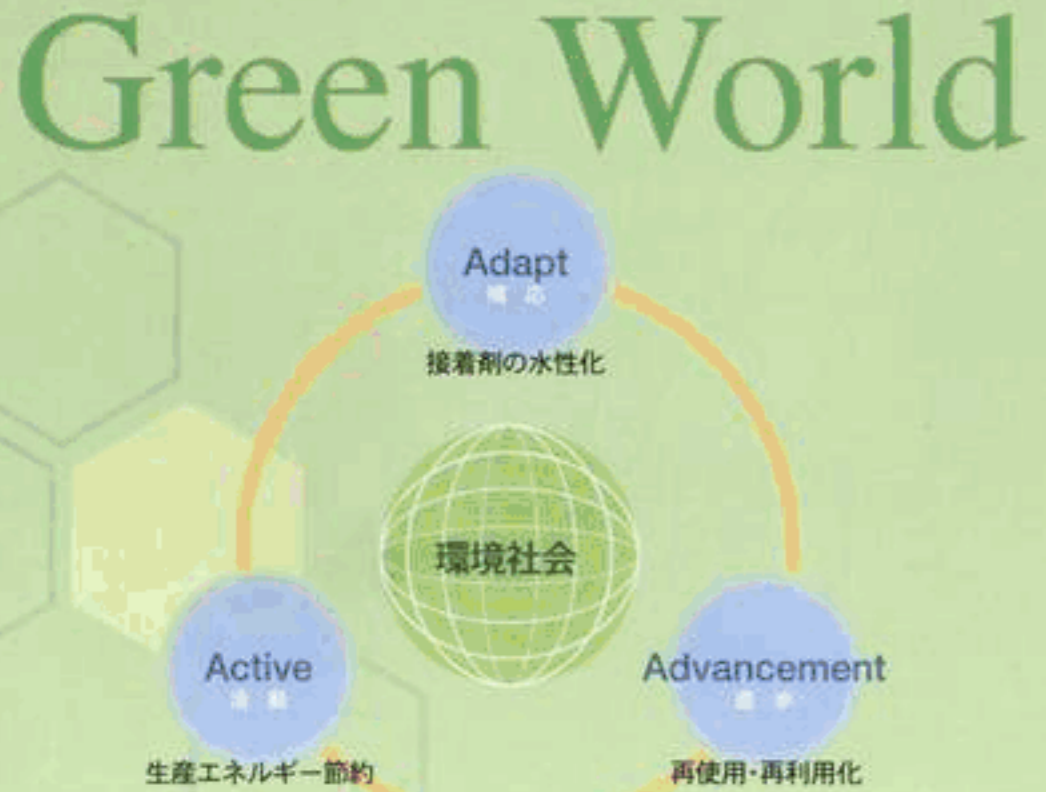 Green World
Adapt
接着剤の水性化
環境社会
Active
Advancement
生産エネルギー節約
再使用・再利用化